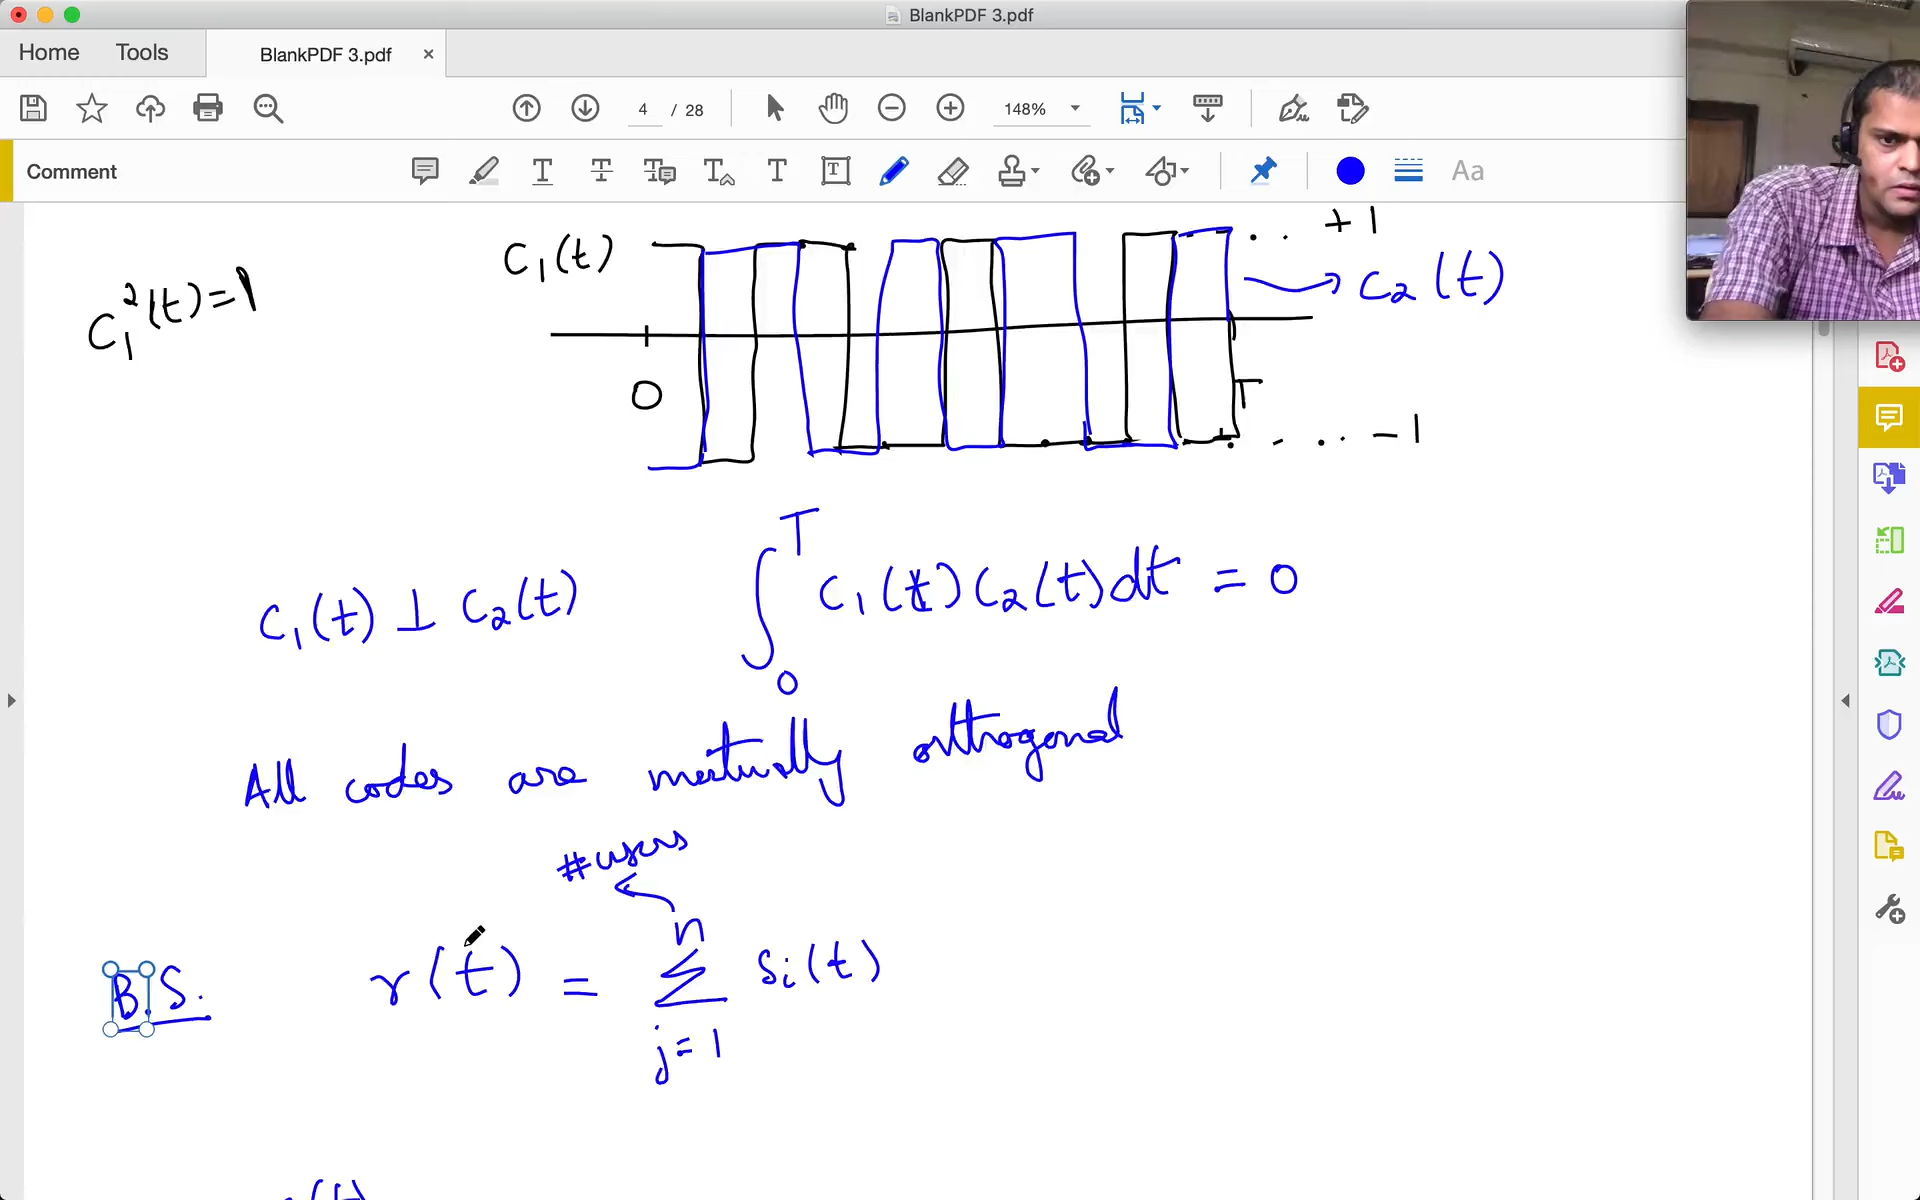 BlankPDF 3.pdf
Home Tools BlankPDF 3.pdf ×
4 / 28 148%
Comment Aa
C₁(t) . . +1
C₁²(t)=1 → C₂(t)
0 T
. . . -1
C₁(t) ⊥ C₂(t) ∫₀ᵀ C₁(t) C₂(t) dt = 0
All codes are mutually orthogonal
#users
n
B.S. r(t) = Σ Si(t)
j=1